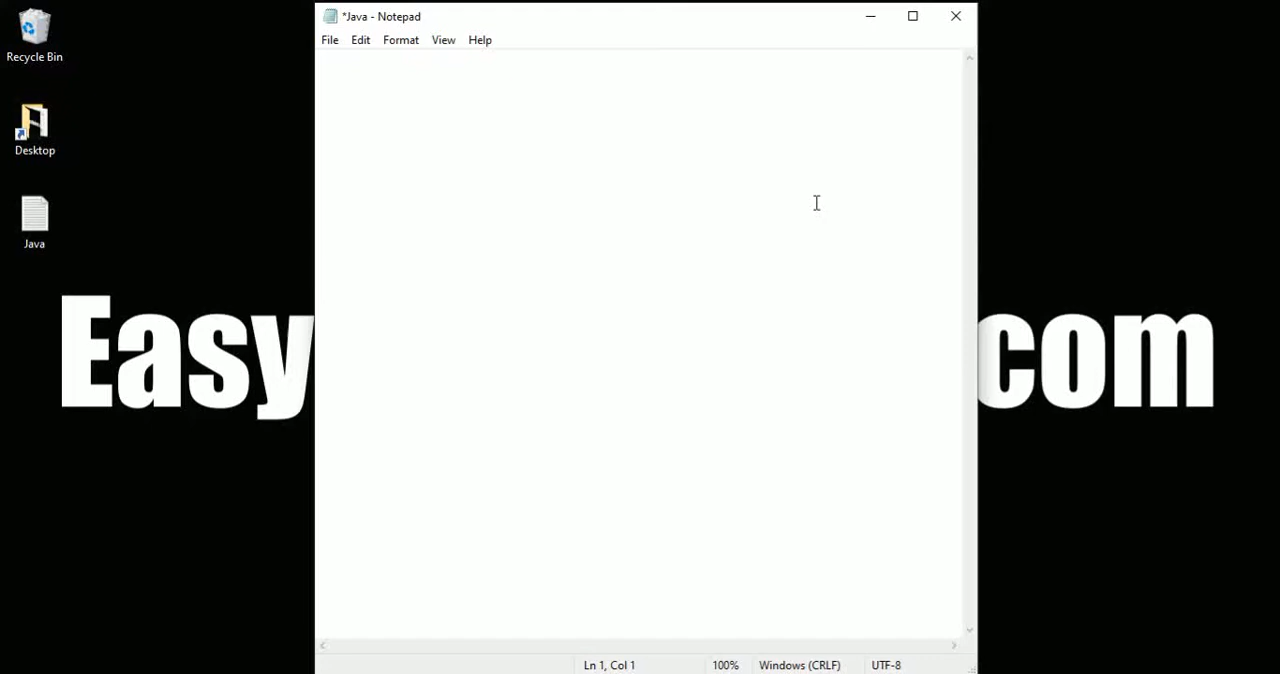 *Java - Notepad
File Edit Format View Help
Recycle Bin
Desktop
Java
Easy
com
Ln 1, Col 1 100% Windows (CRLF) UTF-8